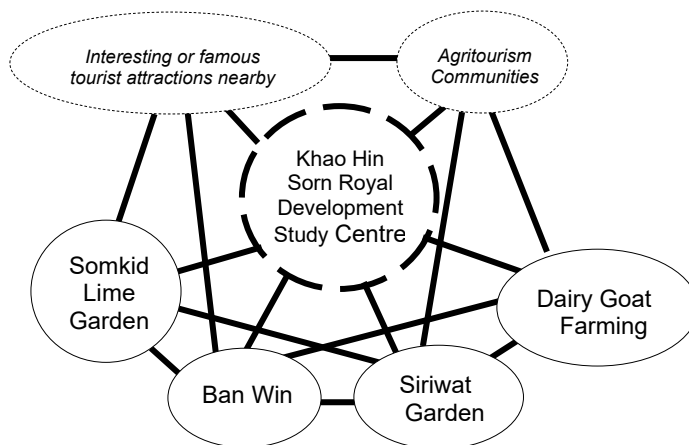 Interesting or famous
tourist attractions nearby
Agritourism
Communities
Khao Hin
Sorn Royal
Development
Study Centre
Somkid
Lime
Garden
Dairy Goat
Farming
Ban Win
Siriwat
Garden